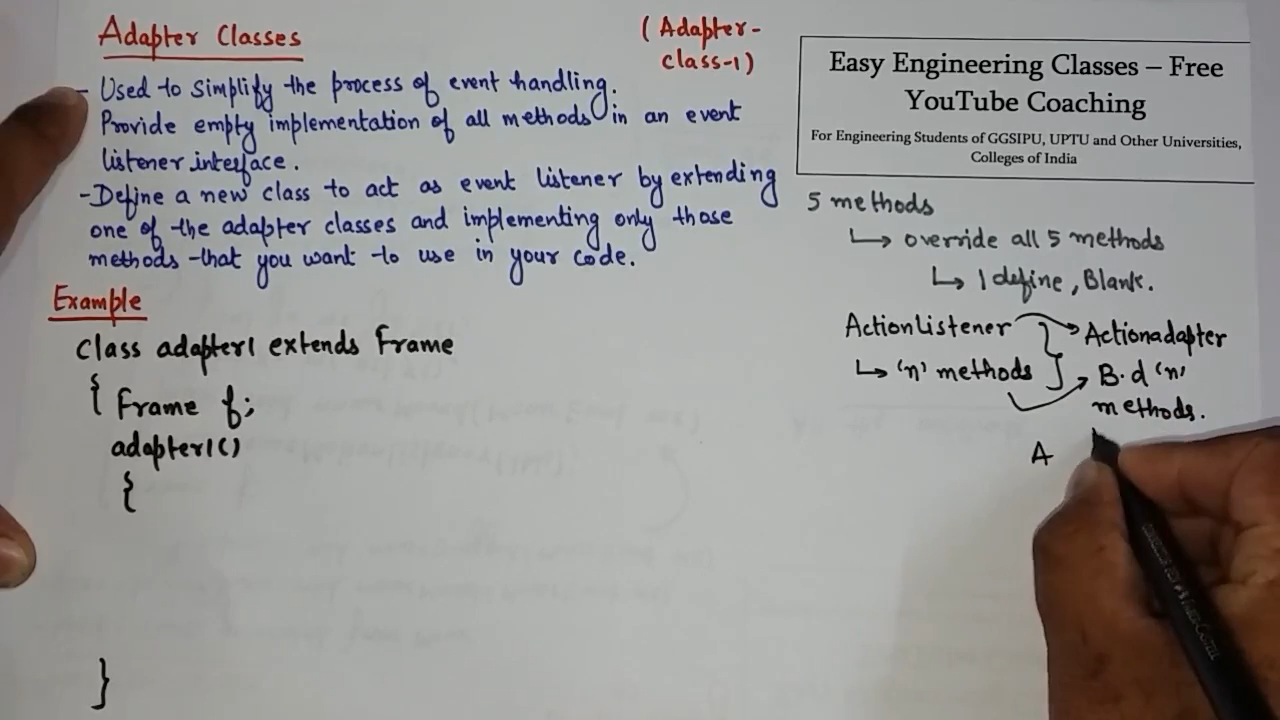 Adapter Classes
(Adapter-
class-1)
- Used to simplify the process of event handling.
Provide empty implementation of all methods in an event
listener interface.
- Define a new class to act as event listener by extending
one of the adapter classes and implementing only those
methods that you want to use in your code.
Example
class adapter1 extends Frame
{ Frame f;
adapter1()
{
}
Easy Engineering Classes – Free
YouTube Coaching
For Engineering Students of GGSIPU, UPTU and Other Universities,
Colleges of India
5 methods
↳ override all 5 methods
↳ 1 define, Blank.
ActionListener → Actionadapter
↳ 'n' methods → B.d 'n'
methods.
A